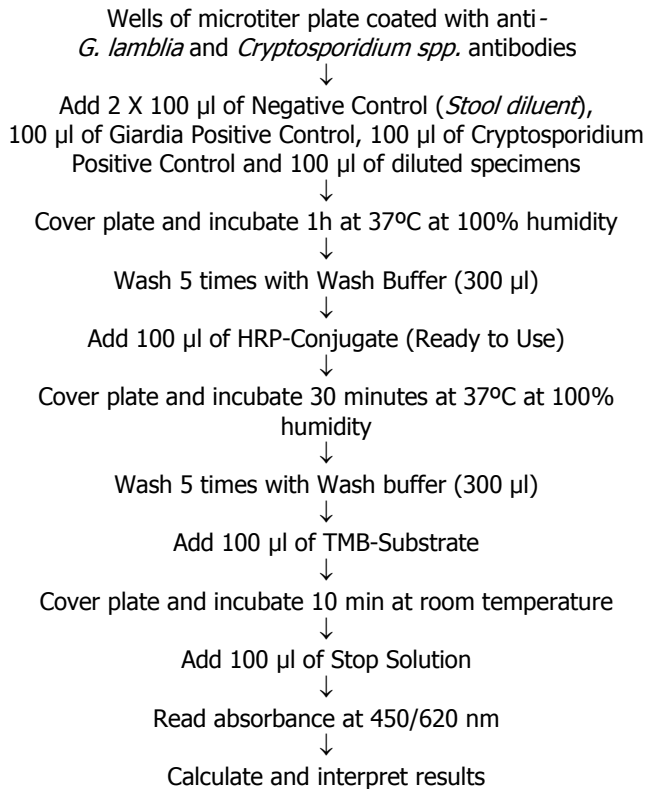 Wells of microtiter plate coated with anti-
G. lamblia and Cryptosporidium spp. antibodies
↓
Add 2 X 100 µl of Negative Control (Stool diluent),
100 µl of Giardia Positive Control, 100 µl of Cryptosporidium
Positive Control and 100 µl of diluted specimens
↓
Cover plate and incubate 1h at 37ºC at 100% humidity
↓
Wash 5 times with Wash Buffer (300 µl)
↓
Add 100 µl of HRP-Conjugate (Ready to Use)
↓
Cover plate and incubate 30 minutes at 37ºC at 100%
humidity
↓
Wash 5 times with Wash buffer (300 µl)
↓
Add 100 µl of TMB-Substrate
↓
Cover plate and incubate 10 min at room temperature
↓
Add 100 µl of Stop Solution
↓
Read absorbance at 450/620 nm
↓
Calculate and interpret results